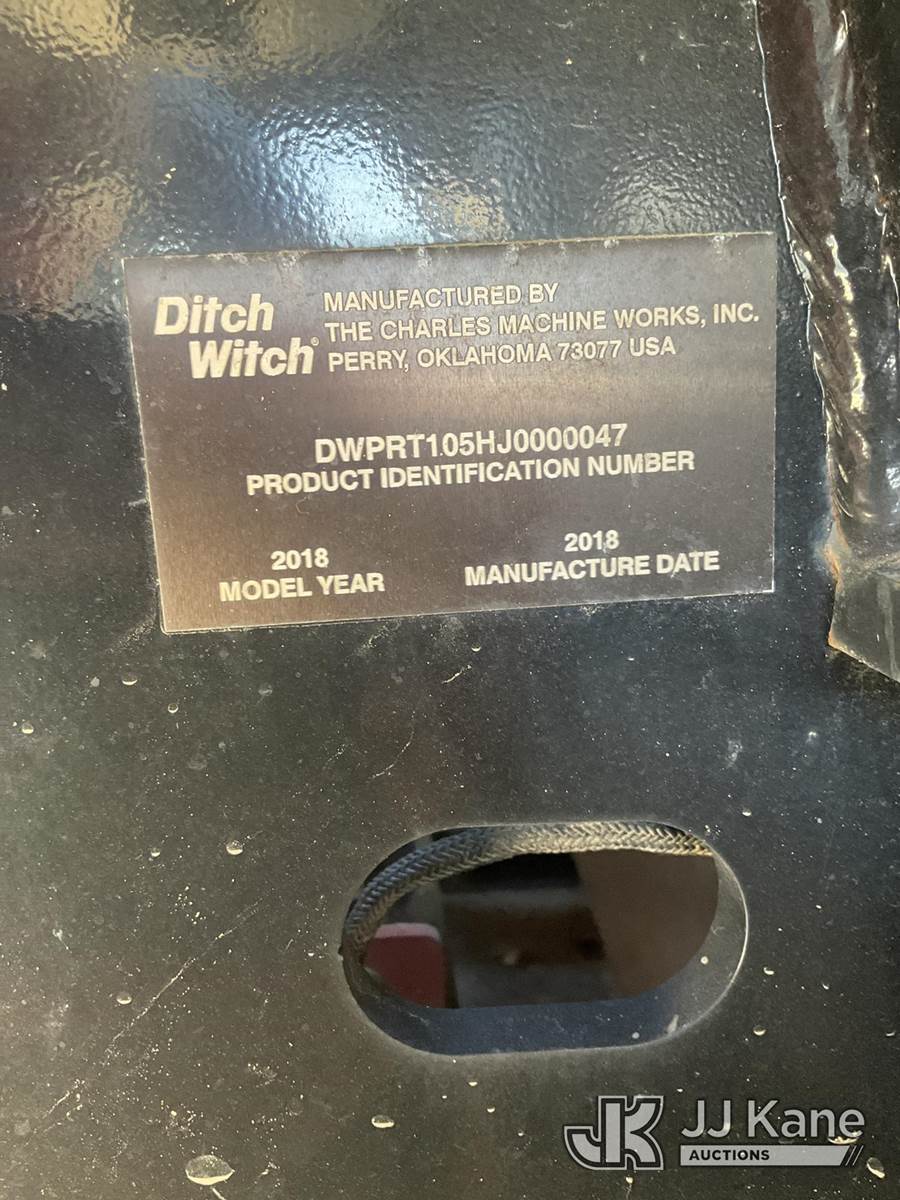 Ditch
Witch®
MANUFACTURED BY
THE CHARLES MACHINE WORKS, INC.
PERRY, OKLAHOMA 73077 USA
DWPRT105HJ0000047
PRODUCT IDENTIFICATION NUMBER
2018
MODEL YEAR
2018
MANUFACTURE DATE
JK
JJ Kane
AUCTIONS